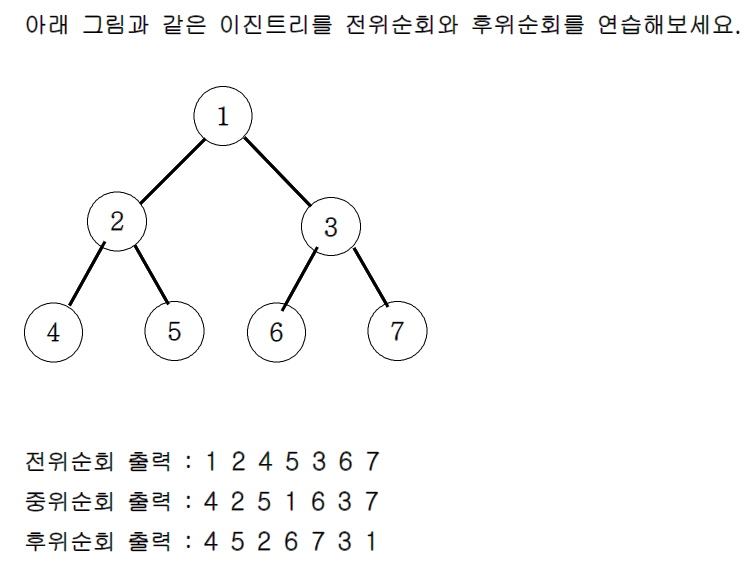 아래 그림과 같은 이진트리를 전위순회와 후위순회를 연습해보세요.
1
2
3
4
5
6
7
전위순회 출력 : 1 2 4 5 3 6 7
중위순회 출력 : 4 2 5 1 6 3 7
후위순회 출력 : 4 5 2 6 7 3 1